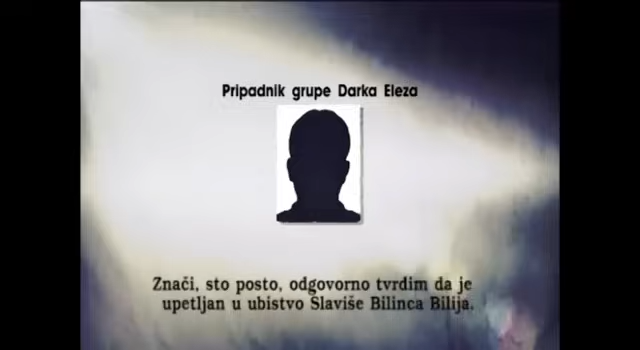 Pripadnik grupe Darka Eleza
Znači, sto posto, odgovorno tvrdim da je
upetljan u ubistvo Slaviše Bilinca Bilija.